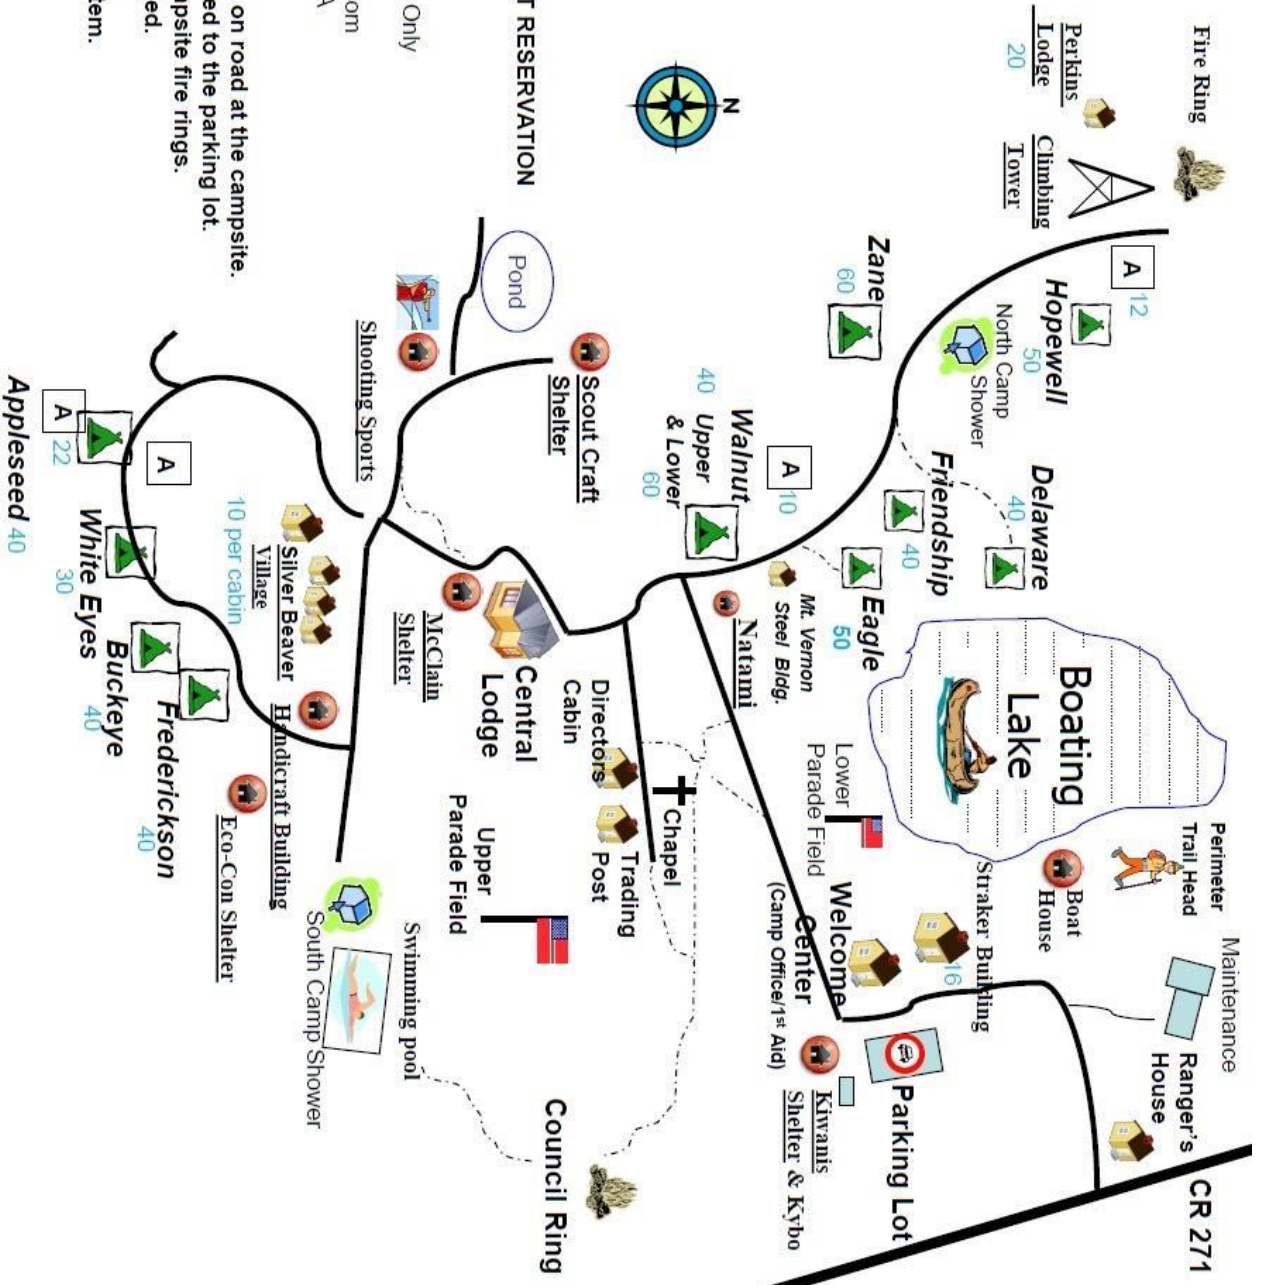 Fire Ring
Perkins
Lodge
20
Climbing
Tower
A
12
Hopewell
50
North Camp
Shower
Zane
60
Delaware
40
Friendship
40
Eagle
50
Walnut
Upper
& Lower
40
60
A
10
Mt. Vernon
Steel Bldg.
Natami
Boating
Lake
Perimeter
Trail Head
Boat
House
Maintenance
Ranger's
House
CR 271
Straker Building
16
Lower
Parade Field
Welcome
Center
(Camp Office/1st Aid)
Parking Lot
Kiwanis
Shelter & Kybo
N
Chapel
Trading
Post
Directors
Cabin
Central
Lodge
Upper
Parade Field
Council Ring
T RESERVATION
Pond
Scout Craft
Shelter
Shooting Sports
McClain
Shelter
Swimming pool
South Camp Shower
Silver Beaver
Village
10 per cabin
Handicraft Building
Eco-Con Shelter
Only
om
A
on road at the campsite.
ed to the parking lot.
psite fire rings.
ed.
tem.
A
A
22
Appleseed 40
White Eyes
30
Buckeye
40
Frederickson
40